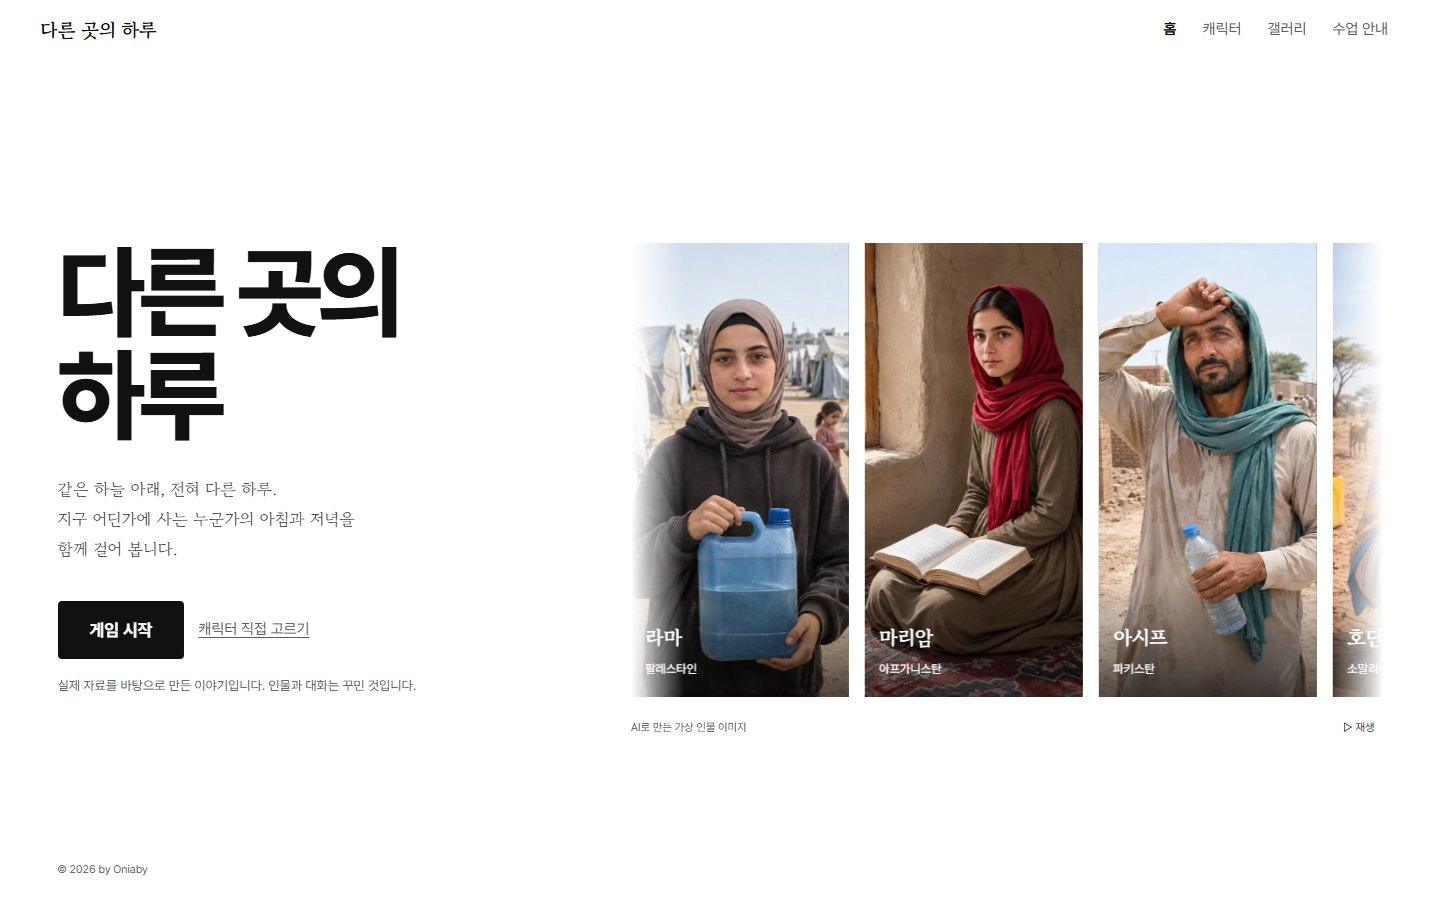 다른 곳의 하루
홈
캐릭터
갤러리
수업 안내
다른 곳의
하루
같은 하늘 아래, 전혀 다른 하루.
지구 어딘가에 사는 누군가의 아침과 저녁을
함께 걸어 봅니다.
게임 시작
캐릭터 직접 고르기
실제 자료를 바탕으로 만든 이야기입니다. 인물과 대화는 꾸민 것입니다.
라마
팔레스타인
마리암
아프가니스탄
아시프
파키스탄
AI로 만든 가상 인물 이미지
▷ 재생
© 2026 by Oniaby